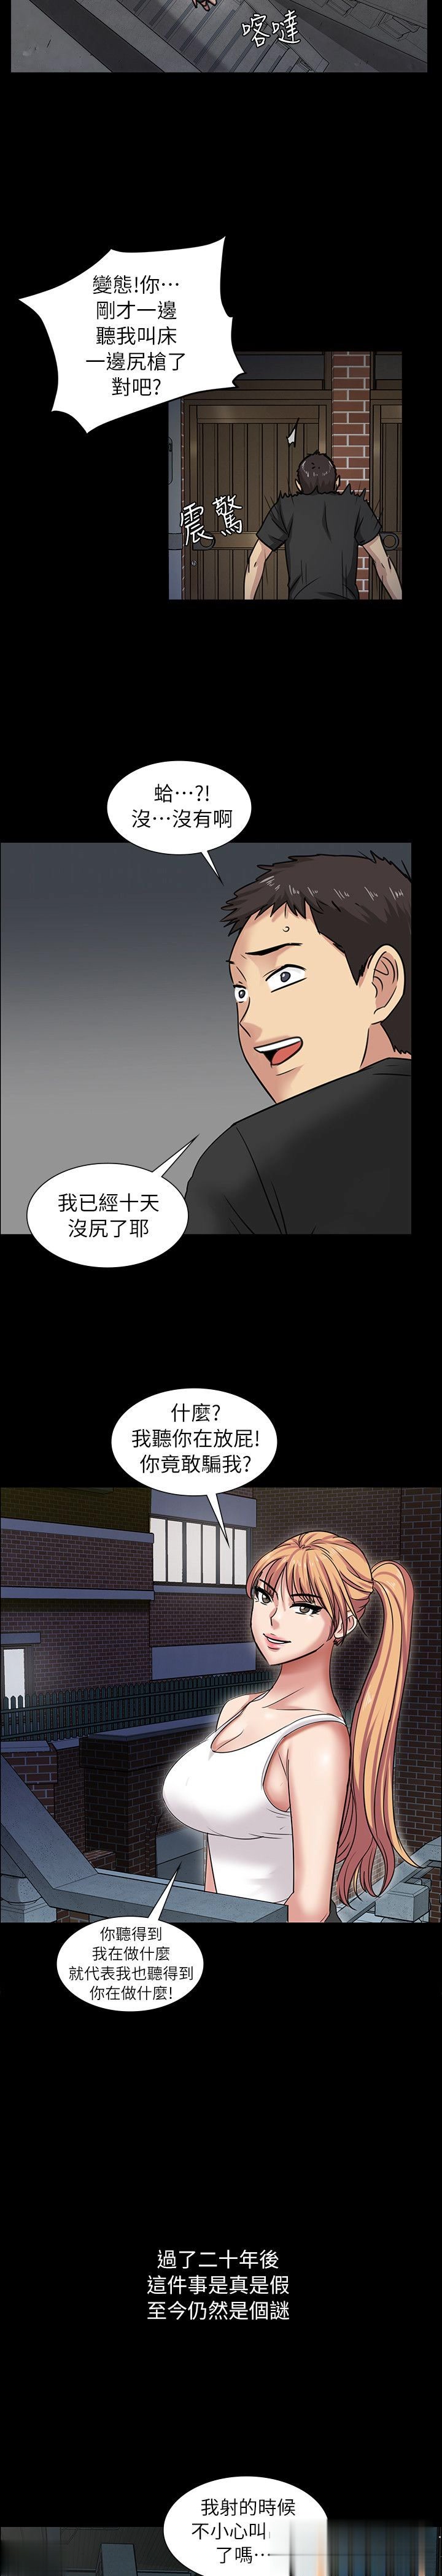 喀噠
變態!你…
剛才一邊
聽我叫床
一邊尻槍了
對吧?
震驚
蛤…?!
沒…沒有啊
我已經十天
沒尻了耶
什麼?
我聽你在放屁!
你竟敢騙我?
你聽得到
我在做什麼
就代表我也聽得到
你在做什麼!
過了二十年後
這件事是真是假
至今仍然是個謎
我射的時候
不小心叫
了嗎…